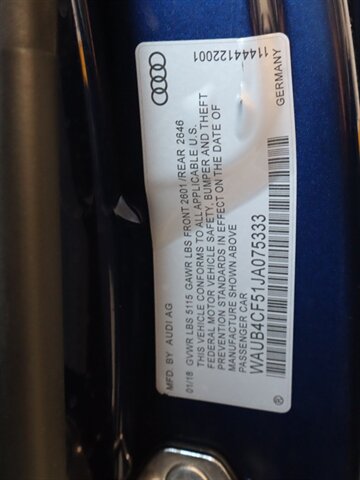 11444122001
MFD. BY AUDI AG GERMANY
01/18 GVWR LBS 5115 GAWR LBS FRONT 2601/REAR 2646
THIS VEHICLE CONFORMS TO ALL APPLICABLE U.S.
FEDERAL MOTOR VEHICLE SAFETY, BUMPER AND THEFT
PREVENTION STANDARDS IN EFFECT ON THE DATE OF
MANUFACTURE SHOWN ABOVE
PASSENGER CAR
WAUB4CF51JA075333